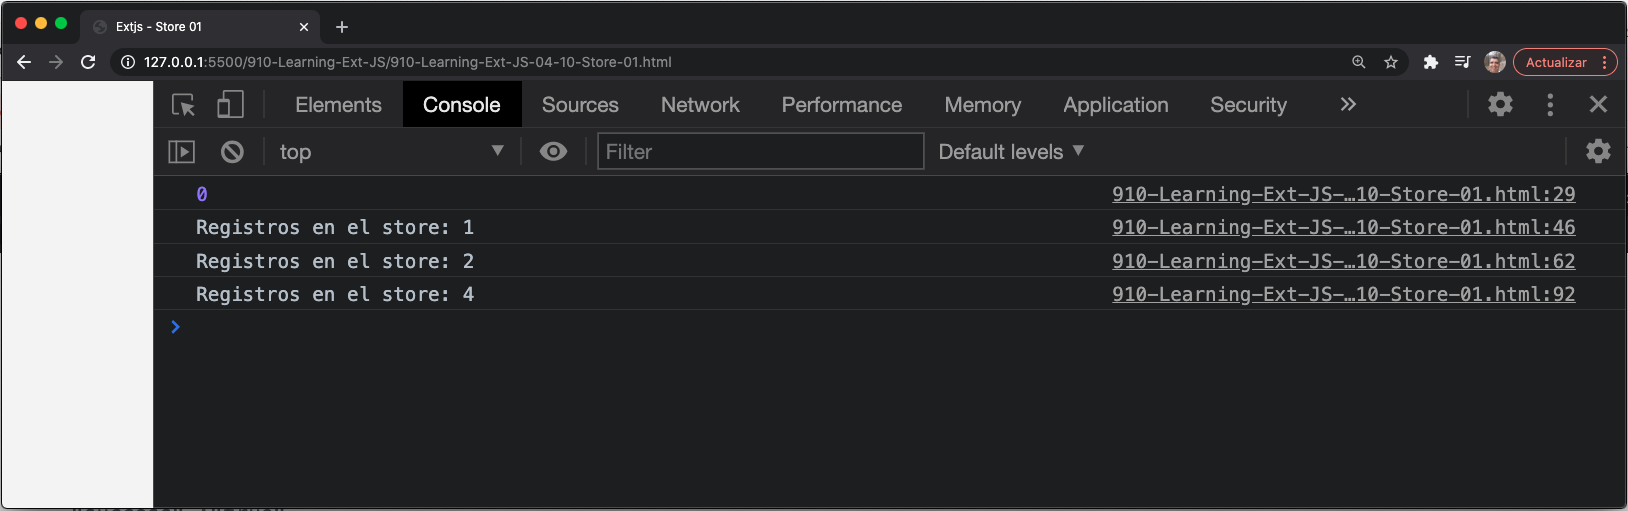 Extjs - Store 01
127.0.0.1:5500/910-Learning-Ext-JS/910-Learning-Ext-JS-04-10-Store-01.html
Actualizar
Elements Console Sources Network Performance Memory Application Security
top Filter Default levels
0 910-Learning-Ext-JS-…10-Store-01.html:29
Registros en el store: 1 910-Learning-Ext-JS-…10-Store-01.html:46
Registros en el store: 2 910-Learning-Ext-JS-…10-Store-01.html:62
Registros en el store: 4 910-Learning-Ext-JS-…10-Store-01.html:92